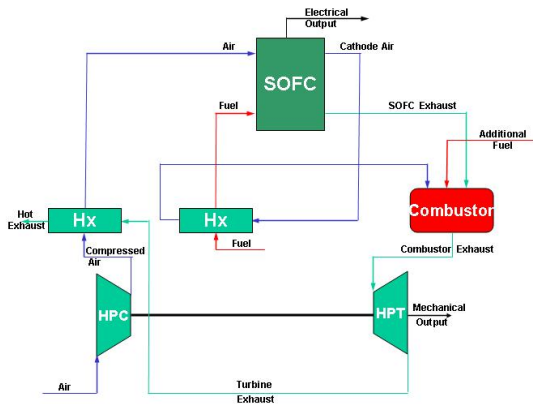 Electrical
Output
Air
Cathode Air
SOFC
Fuel
SOFC Exhaust
Additional
Fuel
Hot
Exhaust
Hx
Hx
Combustor
Compressed
Air
Fuel
Combustor Exhaust
HPC
HPT
Mechanical
Output
Air
Turbine
Exhaust